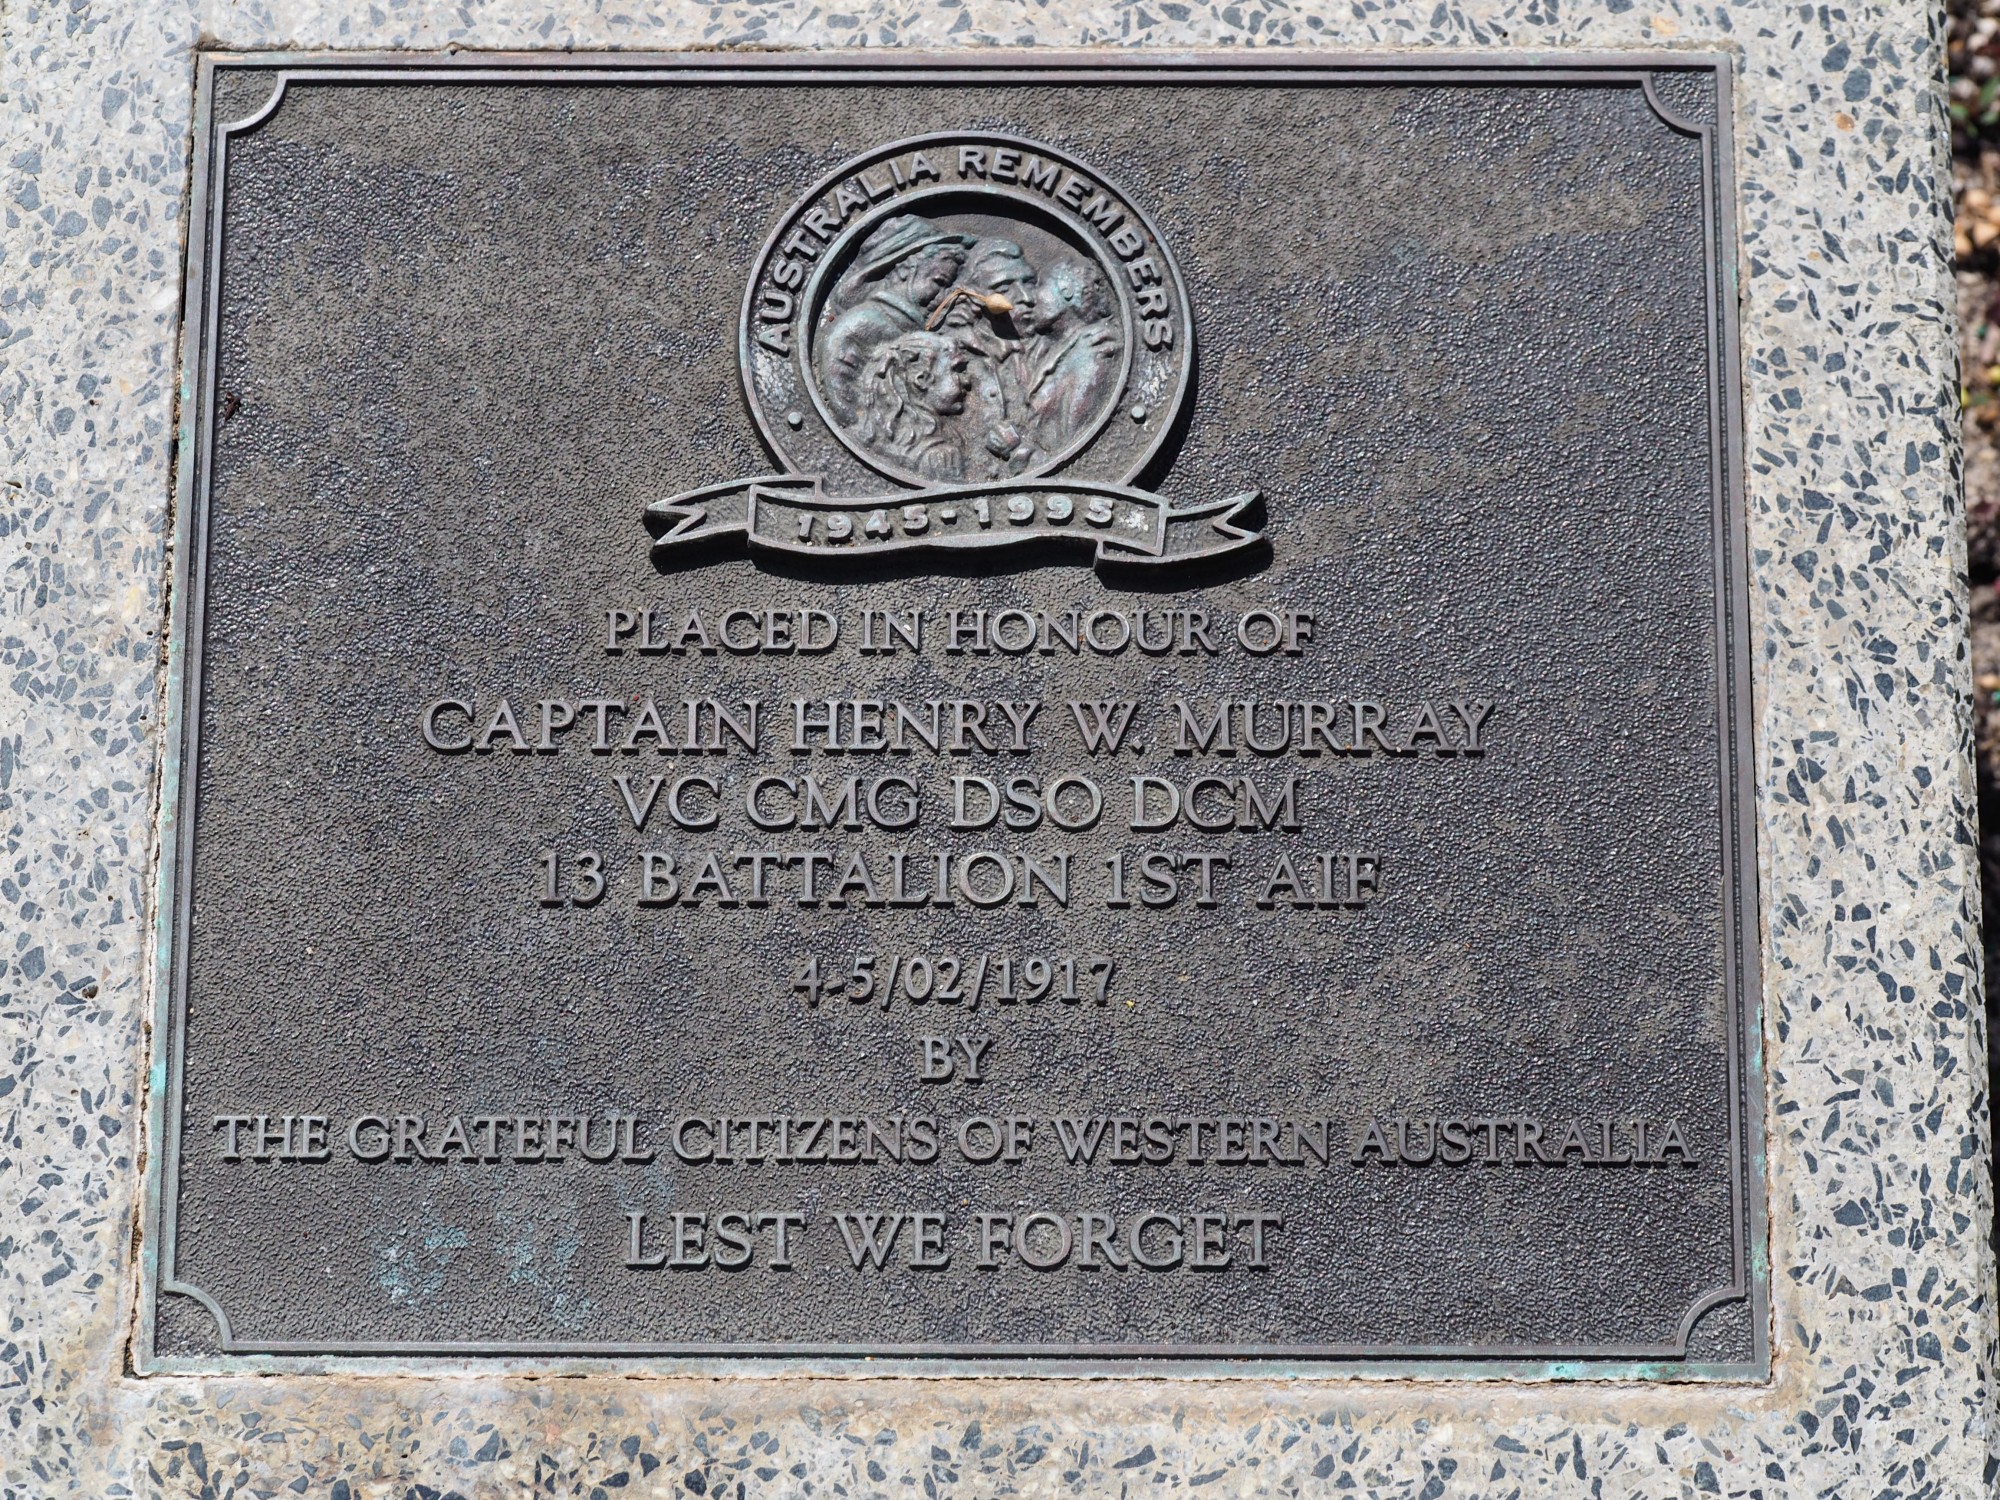 AUSTRALIA REMEMBERS
1945-1995
PLACED IN HONOUR OF
CAPTAIN HENRY W. MURRAY
VC CMG DSO DCM
13 BATTALION 1ST AIF
4-5/02/1917
BY
THE GRATEFUL CITIZENS OF WESTERN AUSTRALIA
LEST WE FORGET